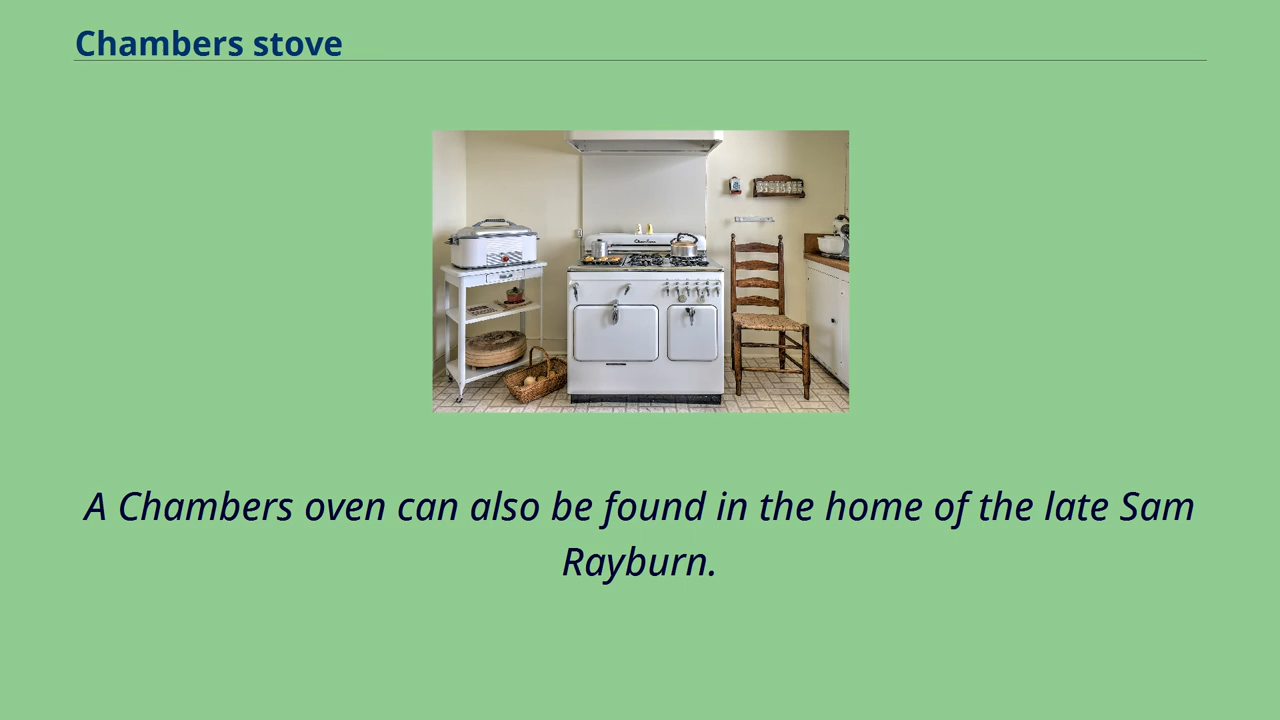 Chambers stove
A Chambers oven can also be found in the home of the late Sam
Rayburn.